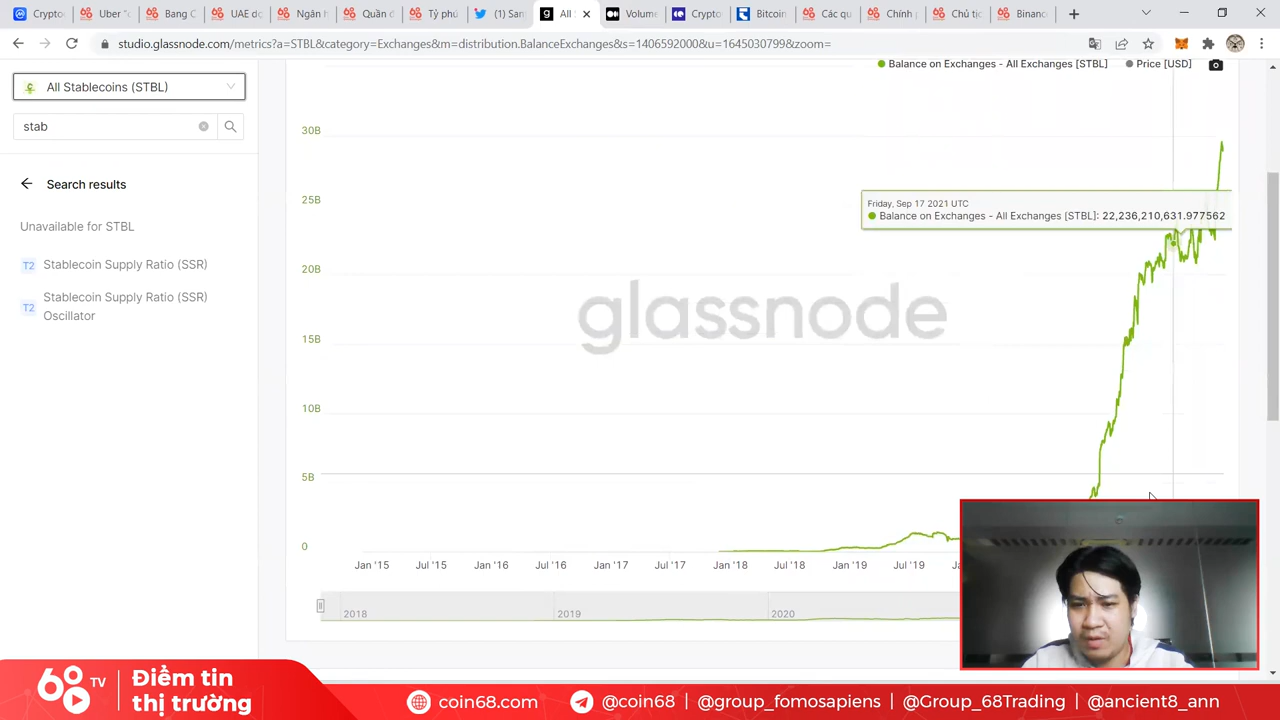 Crypto
Uber "c
Bang C
UAE dọ
Ngân h
Quần đ
Tỷ phú
(1) San
All S
Volume
Crypto
Bitcoin
Các qu
Chính p
Chủ tịc
Binanc
studio.glassnode.com/metrics?a=STBL&category=Exchanges&m=distribution.BalanceExchanges&s=1406592000&u=1645030799&zoom=
All Stablecoins (STBL)
stab
Search results
Unavailable for STBL
T2 Stablecoin Supply Ratio (SSR)
T2 Stablecoin Supply Ratio (SSR)
Oscillator
Balance on Exchanges - All Exchanges [STBL]
Price [USD]
30B
25B
20B
15B
10B
5B
0
Friday, Sep 17 2021 UTC
Balance on Exchanges - All Exchanges [STBL]: 22,236,210,631.977562
glassnode
Jan '15
Jul '15
Jan '16
Jul '16
Jan '17
Jul '17
Jan '18
Jul '18
Jan '19
Jul '19
2018
2019
2020
68 TV
Điểm tin
thị trường
coin68.com
@coin68 | @group_fomosapiens | @Group_68Trading | @ancient8_ann